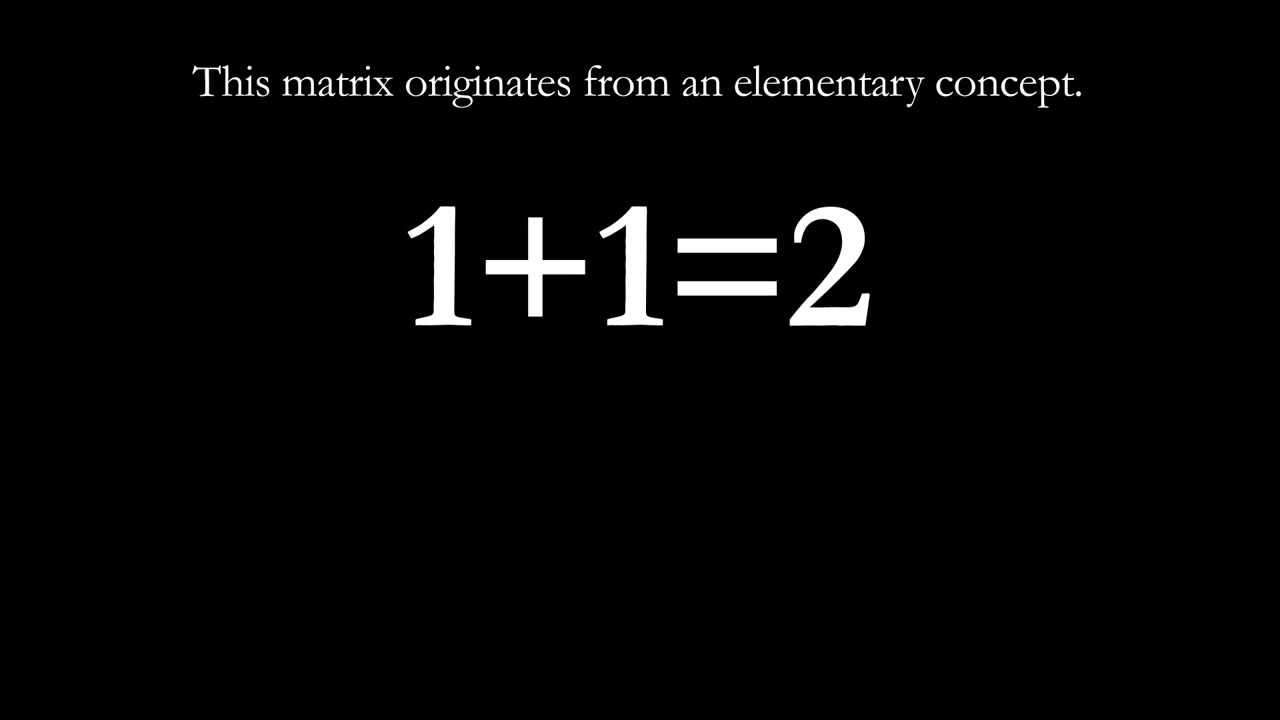 This matrix originates from an elementary concept.
1+1=2